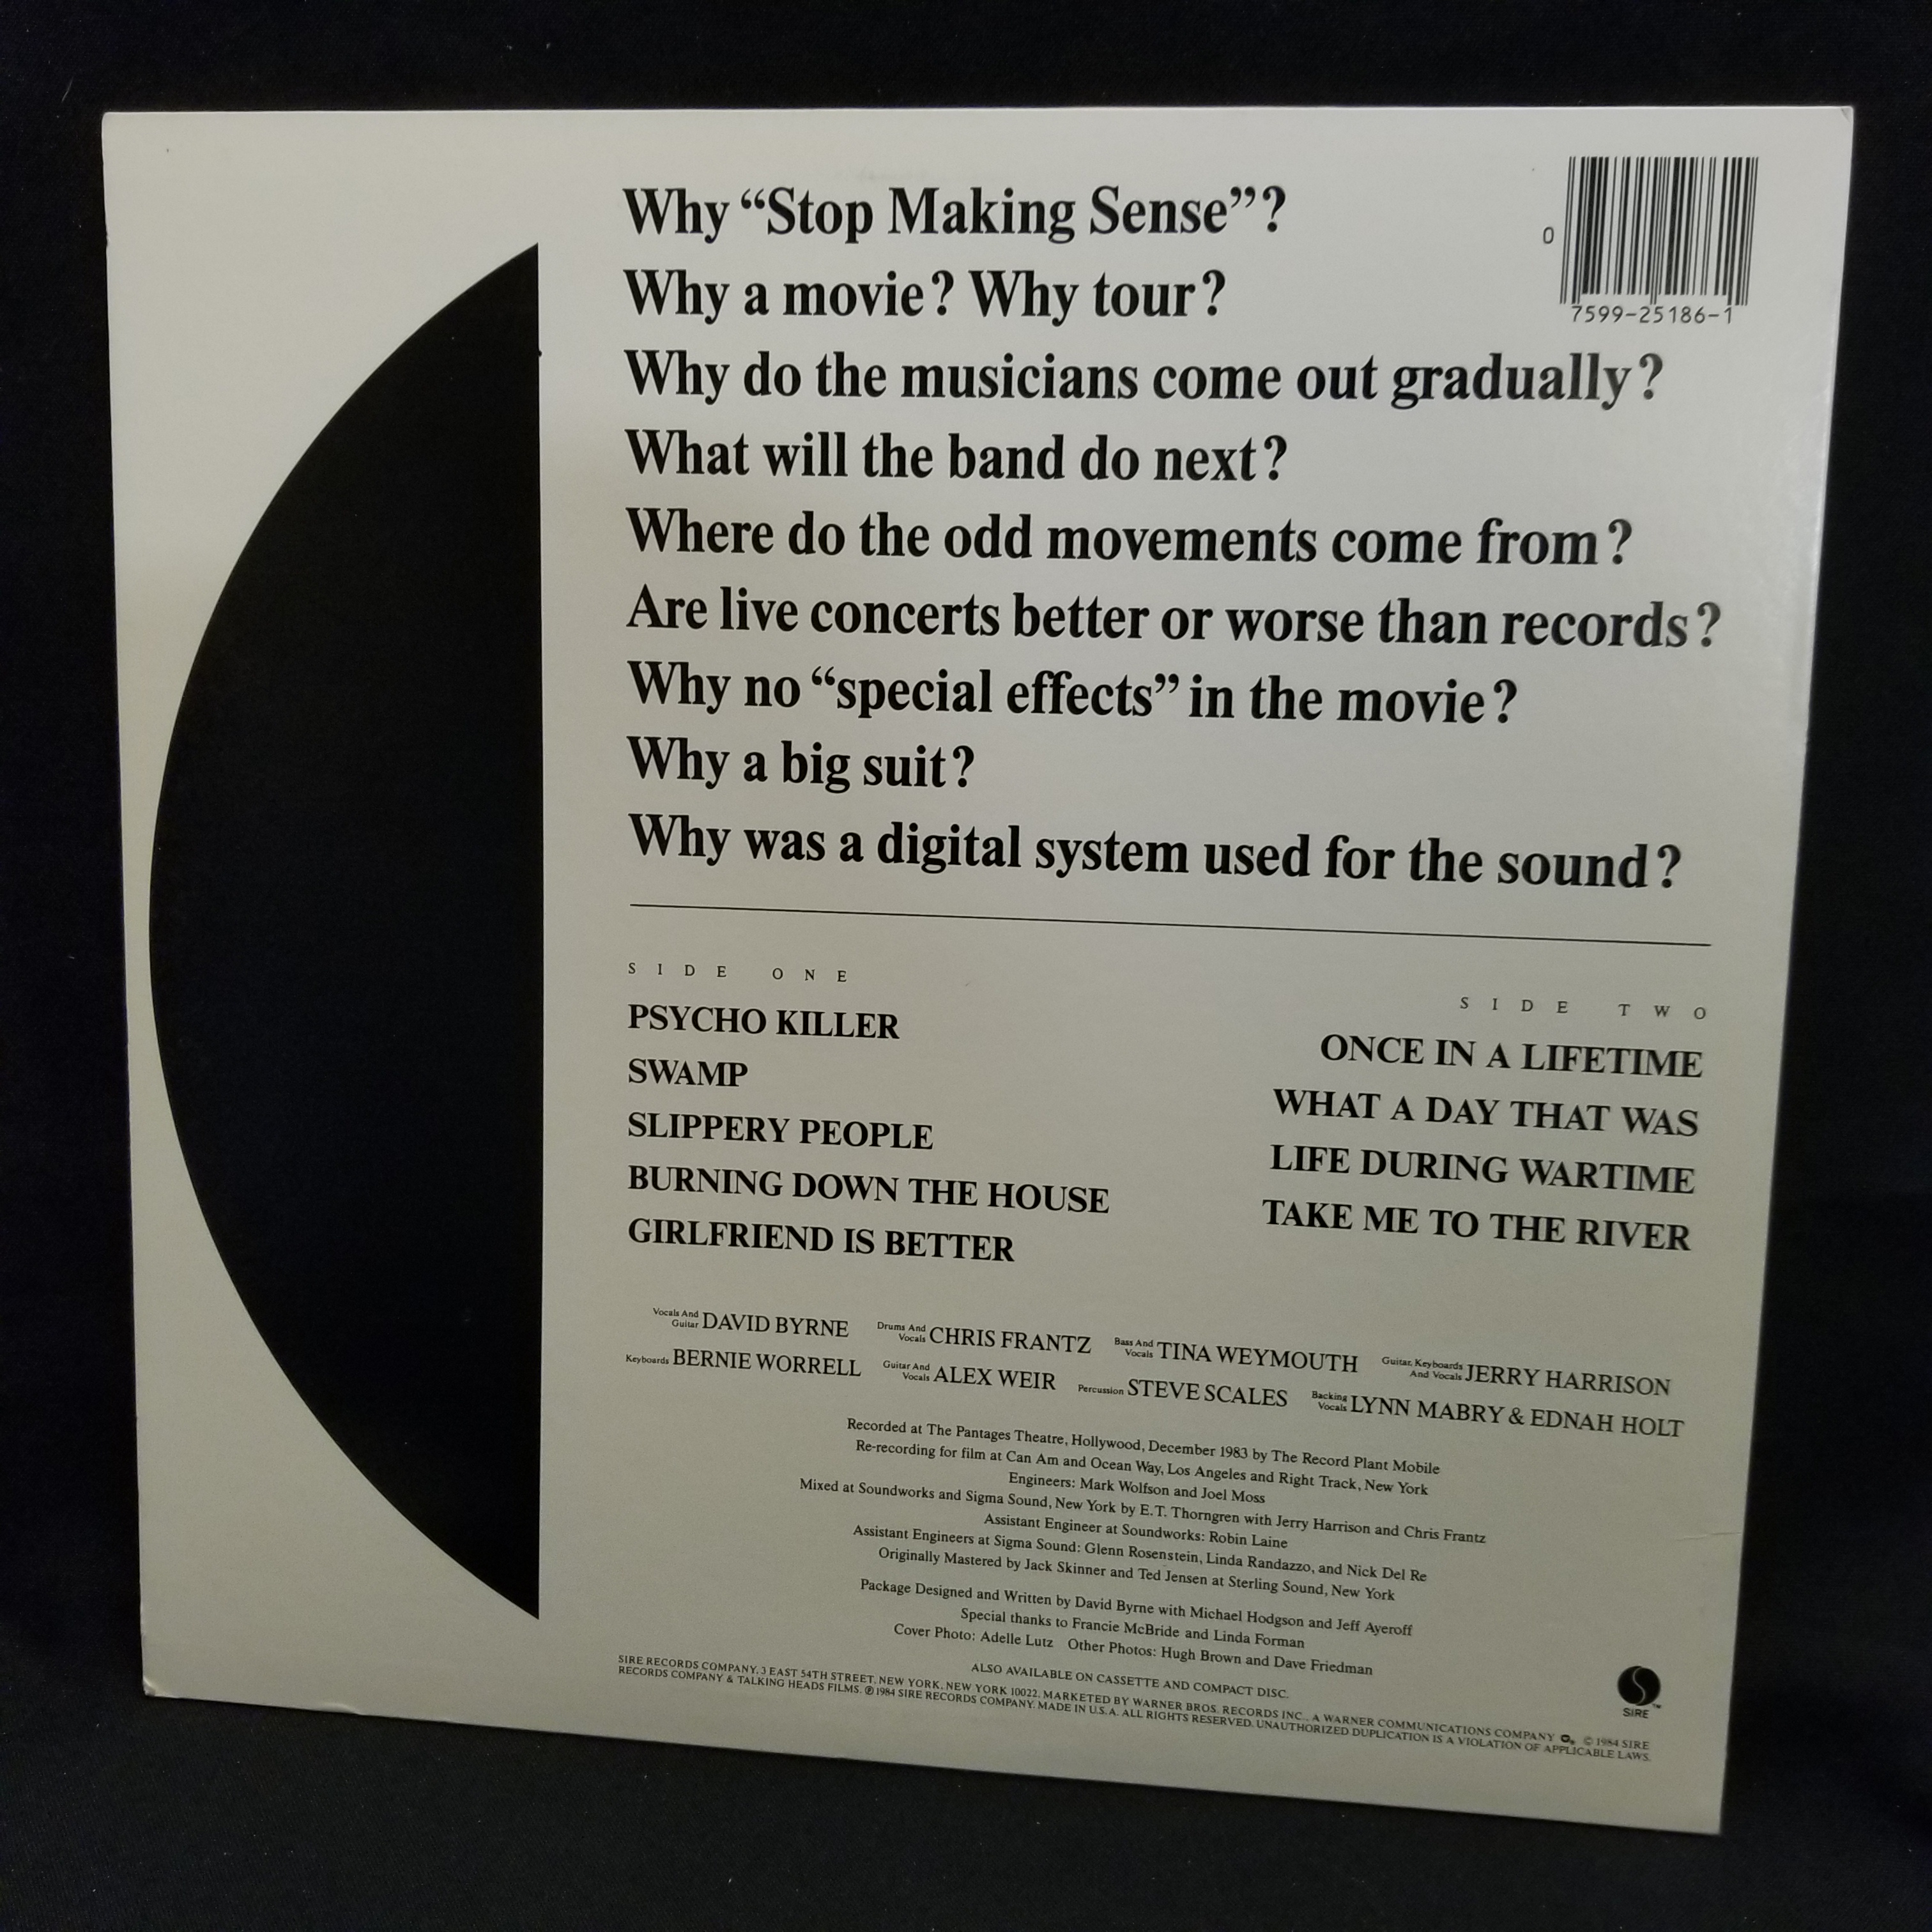 Why “Stop Making Sense”?
Why a movie? Why tour?
Why do the musicians come out gradually?
What will the band do next?
Where do the odd movements come from?
Are live concerts better or worse than records?
Why no “special effects” in the movie?
Why a big suit?
Why was a digital system used for the sound?
0
7599-25186-1
SIDE ONE
PSYCHO KILLER
SWAMP
SLIPPERY PEOPLE
BURNING DOWN THE HOUSE
GIRLFRIEND IS BETTER
SIDE TWO
ONCE IN A LIFETIME
WHAT A DAY THAT WAS
LIFE DURING WARTIME
TAKE ME TO THE RIVER
Vocals And Guitar DAVID BYRNE Drums And Vocals CHRIS FRANTZ Bass And Vocals TINA WEYMOUTH Guitar, Keyboards And Vocals JERRY HARRISON
Keyboards BERNIE WORRELL Guitar And Vocals ALEX WEIR Percussion STEVE SCALES Backing Vocals LYNN MABRY & EDNAH HOLT
Recorded at The Pantages Theatre, Hollywood, December 1983 by The Record Plant Mobile
Re-recording for film at Can Am and Ocean Way, Los Angeles and Right Track, New York
Engineers: Mark Wolfson and Joel Moss
Mixed at Soundworks and Sigma Sound, New York by E.T. Thorngren with Jerry Harrison and Chris Frantz
Assistant Engineer at Soundworks: Robin Laine
Assistant Engineers at Sigma Sound: Glenn Rosenstein, Linda Randazzo, and Nick Del Re
Originally Mastered by Jack Skinner and Ted Jensen at Sterling Sound, New York
Package Designed and Written by David Byrne with Michael Hodgson and Jeff Ayeroff
Special thanks to Francie McBride and Linda Forman
Cover Photo: Adelle Lutz Other Photos: Hugh Brown and Dave Friedman
ALSO AVAILABLE ON CASSETTE AND COMPACT DISC.
SIRE RECORDS COMPANY, 3 EAST 54TH STREET, NEW YORK, NEW YORK 10022. MARKETED BY WARNER BROS. RECORDS INC., A WARNER COMMUNICATIONS COMPANY © 1984 SIRE
RECORDS COMPANY & TALKING HEADS FILMS. ℗ 1984 SIRE RECORDS COMPANY. MADE IN U.S.A. ALL RIGHTS RESERVED. UNAUTHORIZED DUPLICATION IS A VIOLATION OF APPLICABLE LAWS.
SIRE™